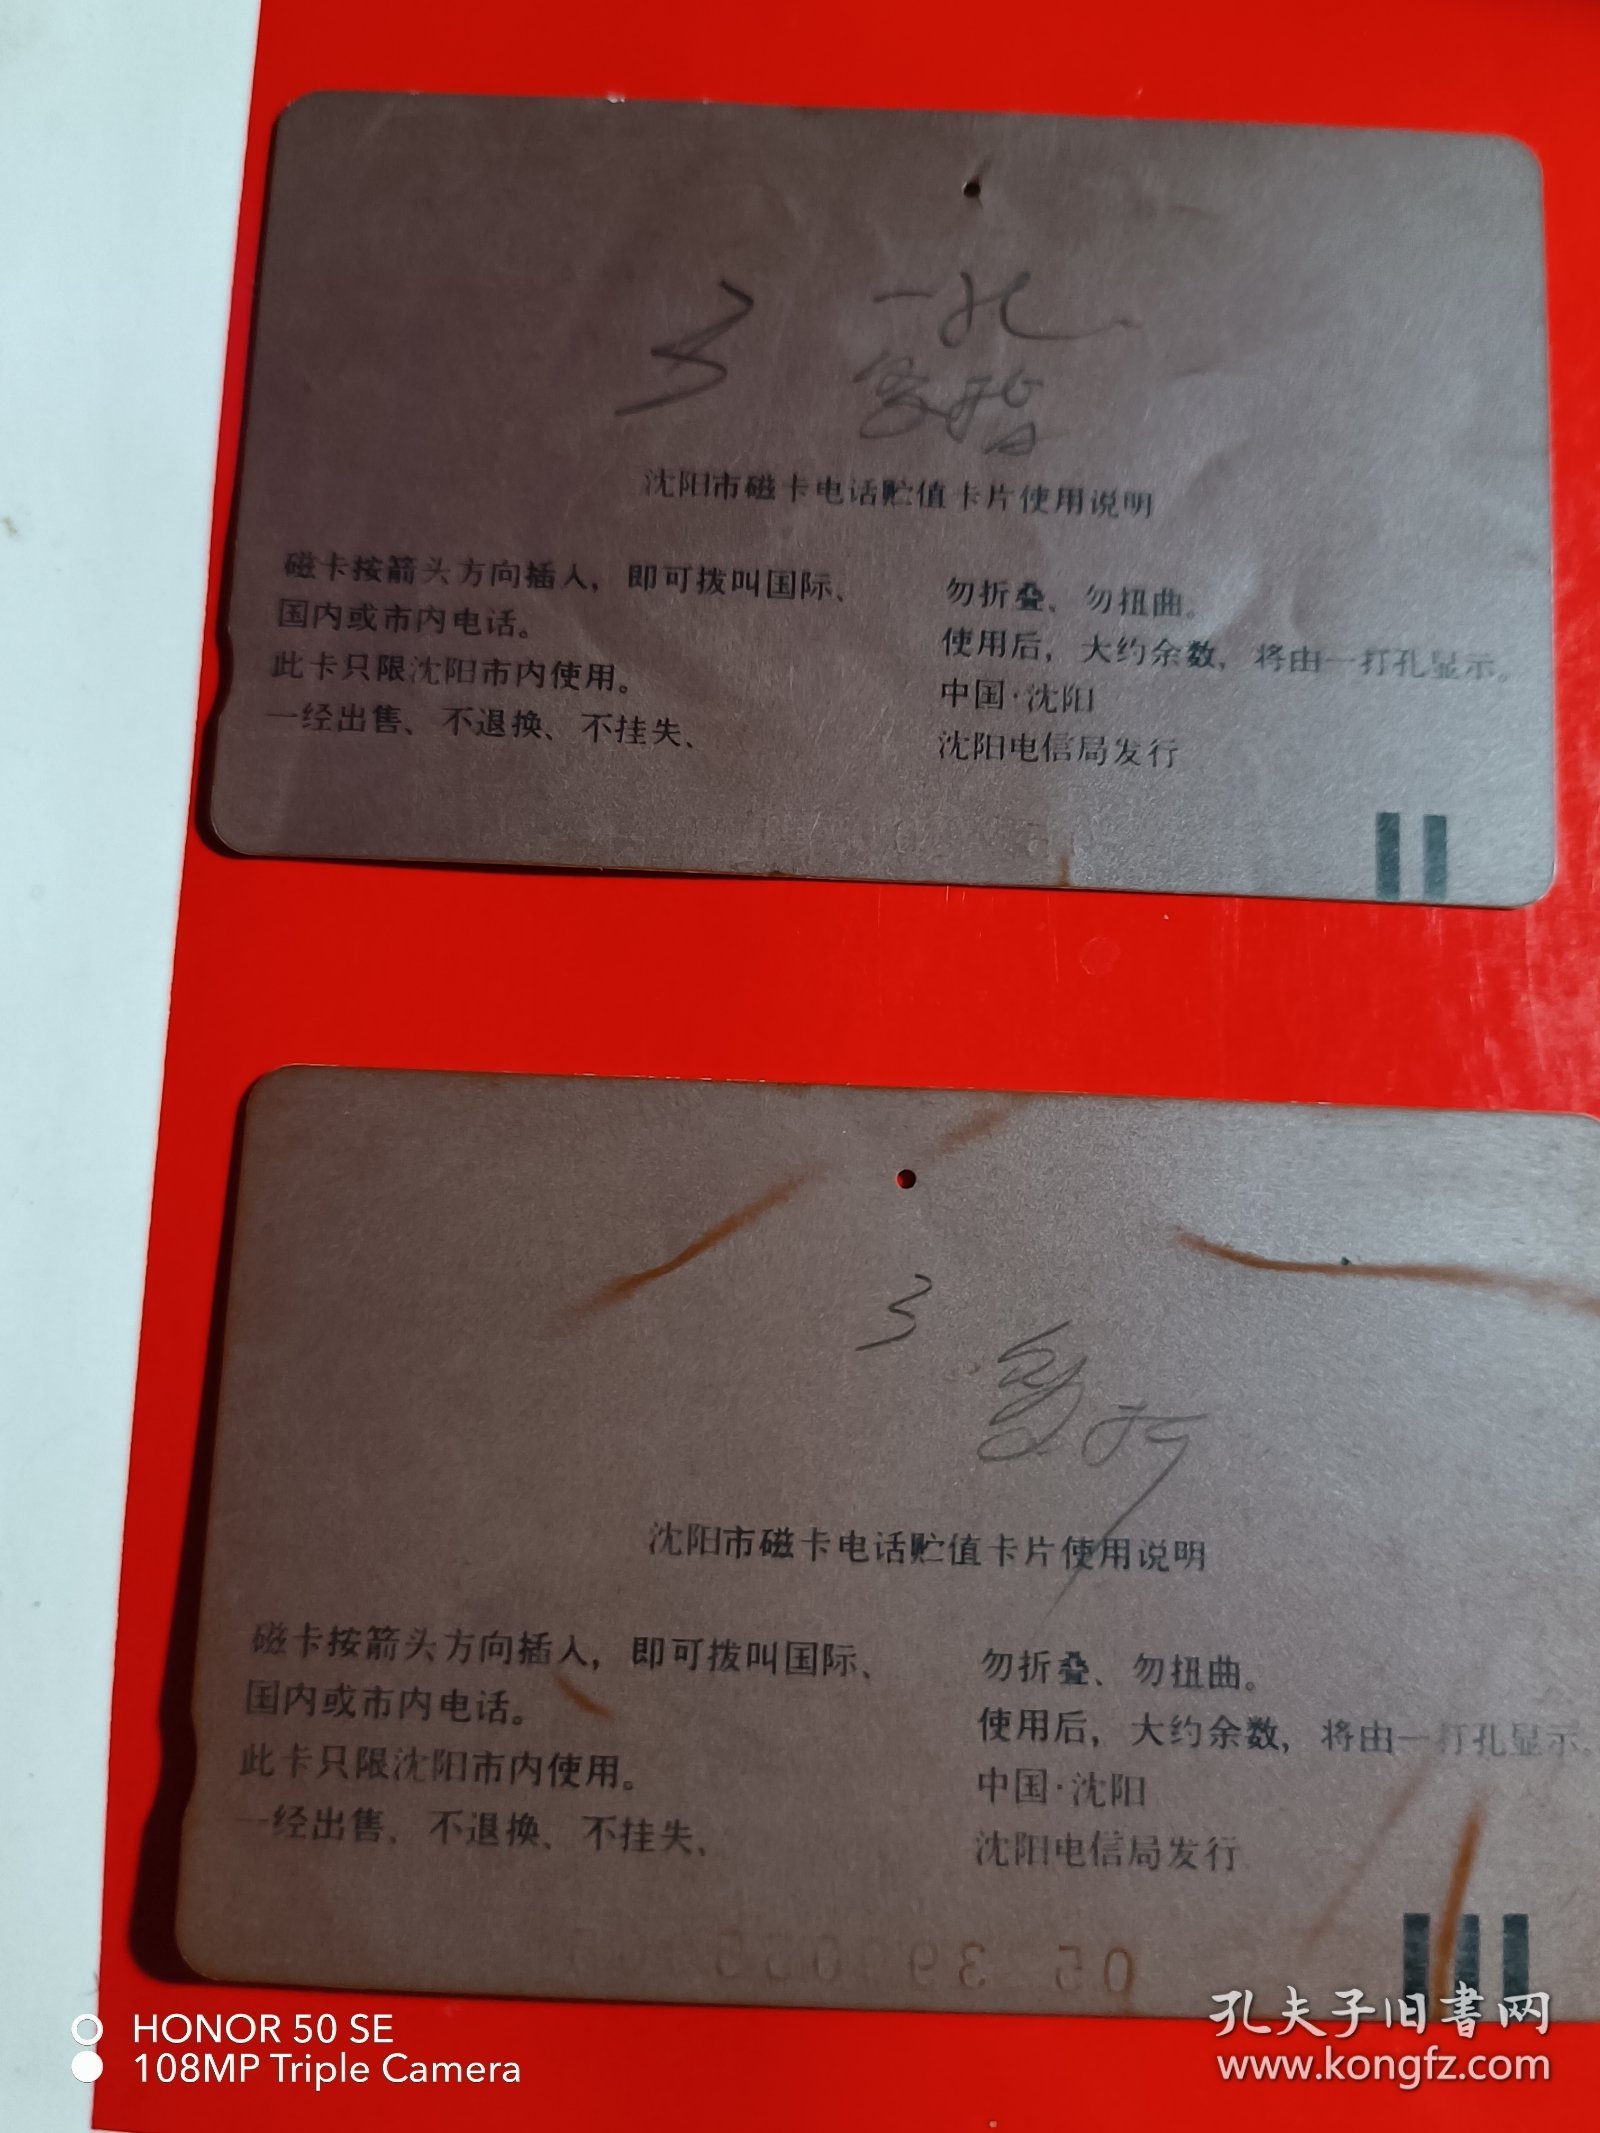 3 一孔
沈阳市磁卡电话贮值卡片使用说明
磁卡按箭头方向插入，即可拨叫国际、
国内或市内电话。
此卡只限沈阳市内使用。
一经出售、不退换、不挂失、
勿折叠、勿扭曲。
使用后，大约余数，将由一打孔显示。
中国·沈阳
沈阳电信局发行
3
沈阳市磁卡电话贮值卡片使用说明
磁卡按箭头方向插入，即可拨叫国际、
国内或市内电话。
此卡只限沈阳市内使用。
一经出售、不退换、不挂失、
勿折叠、勿扭曲。
使用后，大约余数，将由一打孔显示。
中国·沈阳
沈阳电信局发行
HONOR 50 SE
108MP Triple Camera
孔夫子旧书网
www.kongfz.com